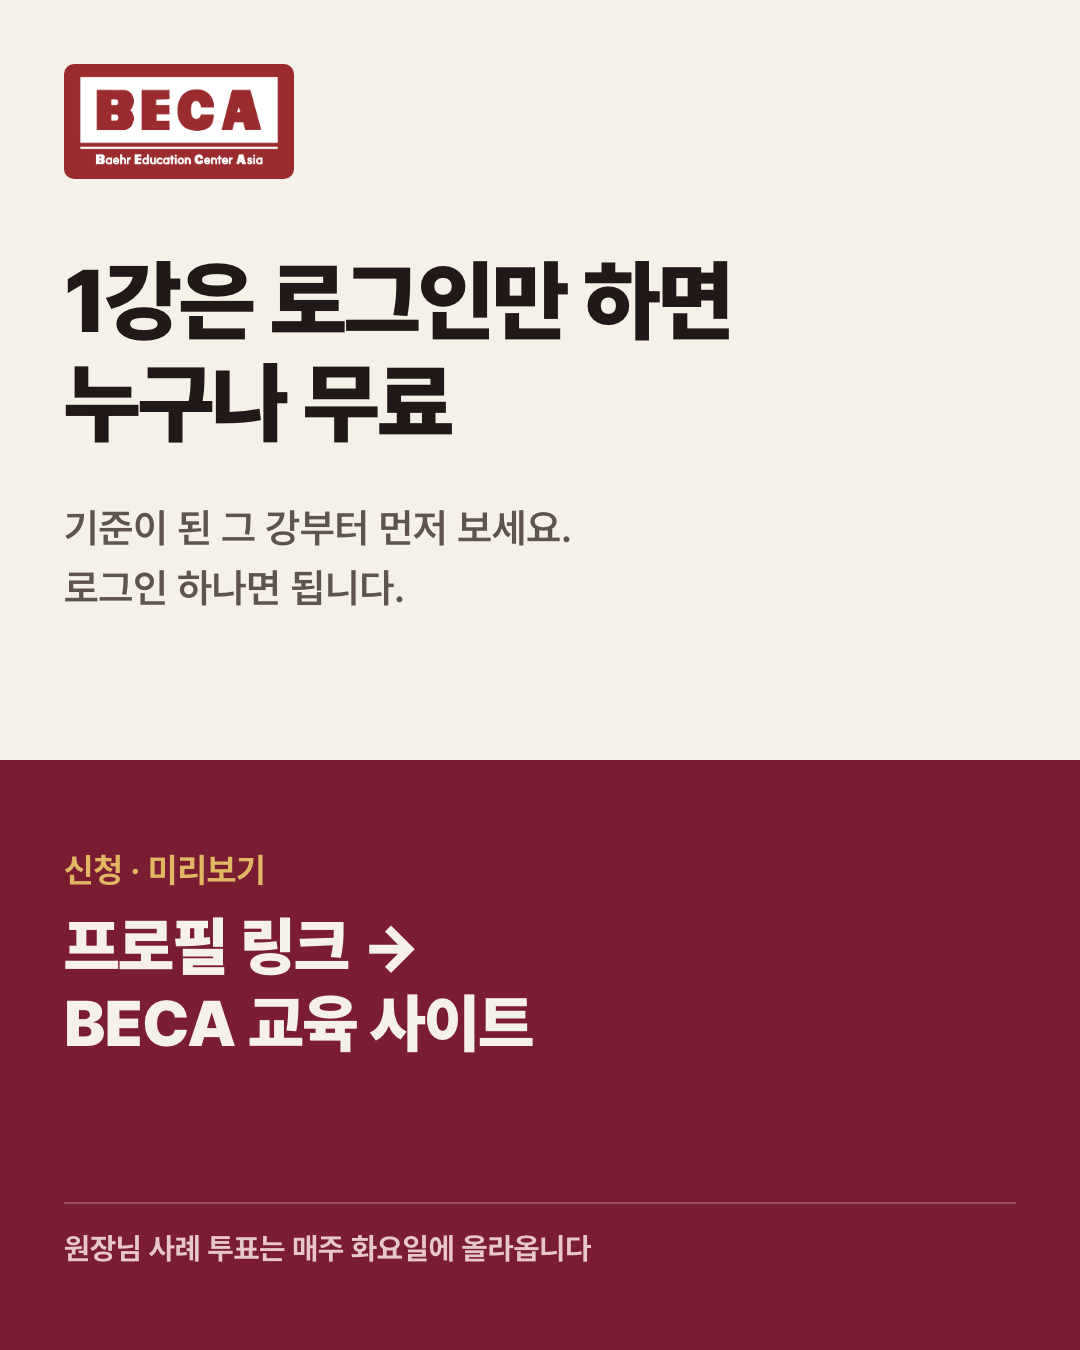 BECA
Baehr Education Center Asia
1강은 로그인만 하면
누구나 무료
기준이 된 그 강부터 먼저 보세요.
로그인 하나면 됩니다.
신청 · 미리보기
프로필 링크 →
BECA 교육 사이트
원장님 사례 투표는 매주 화요일에 올라옵니다